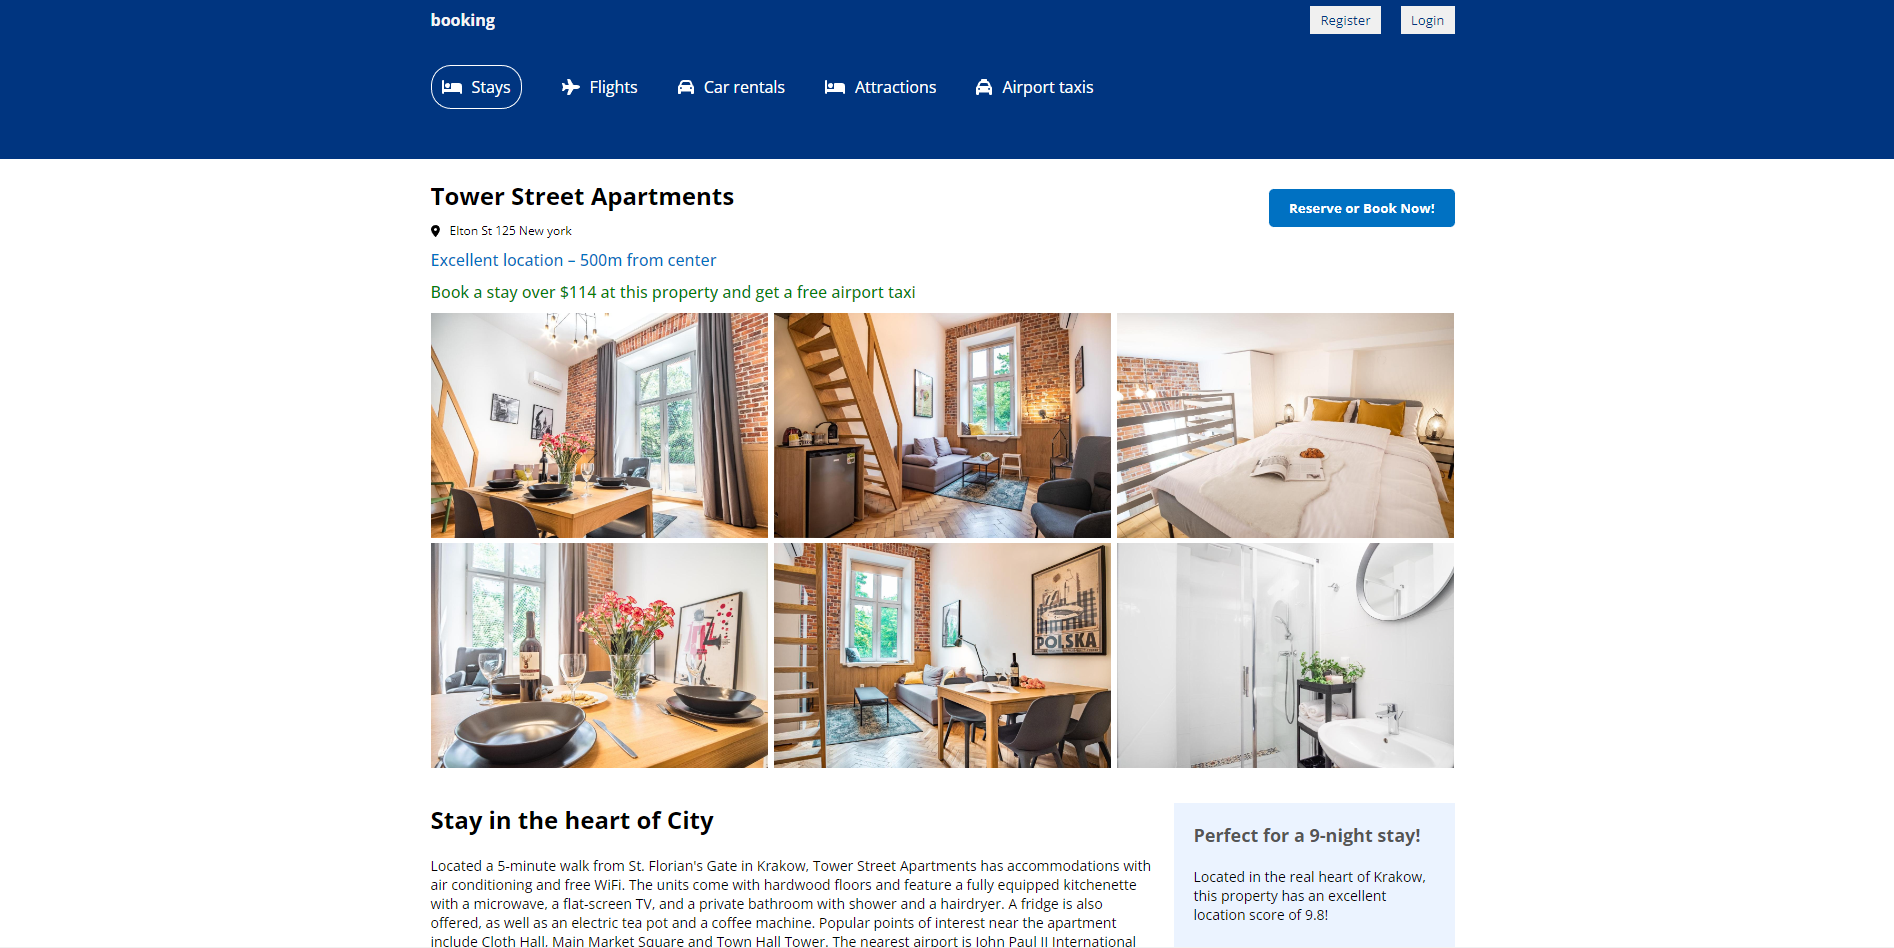 booking
Register
Login
Stays
Flights
Car rentals
Attractions
Airport taxis
Tower Street Apartments
Reserve or Book Now!
Elton St 125 New york
Excellent location – 500m from center
Book a stay over $114 at this property and get a free airport taxi
POLSKA
Stay in the heart of City
Located a 5-minute walk from St. Florian's Gate in Krakow, Tower Street Apartments has accommodations with
air conditioning and free WiFi. The units come with hardwood floors and feature a fully equipped kitchenette
with a microwave, a flat-screen TV, and a private bathroom with shower and a hairdryer. A fridge is also
offered, as well as an electric tea pot and a coffee machine. Popular points of interest near the apartment
include Cloth Hall, Main Market Square and Town Hall Tower. The nearest airport is John Paul II International
Perfect for a 9-night stay!
Located in the real heart of Krakow,
this property has an excellent
location score of 9.8!